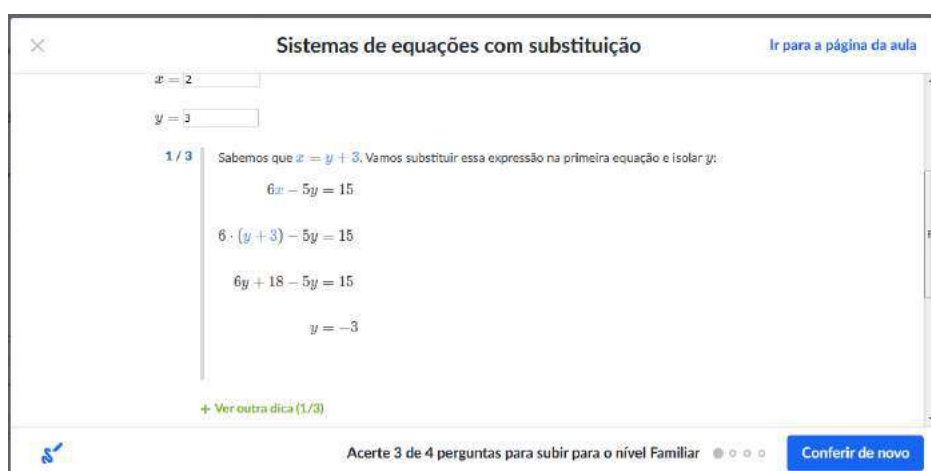 Sistemas de equações com substituição
Ir para a página da aula
x = 2
y = 3
1 / 3
Sabemos que x = y + 3. Vamos substituir essa expressão na primeira equação e isolar y:
6x − 5y = 15
6 · (y + 3) − 5y = 15
6y + 18 − 5y = 15
y = −3
+ Ver outra dica (1/3)
Acerte 3 de 4 perguntas para subir para o nível Familiar
Conferir de novo